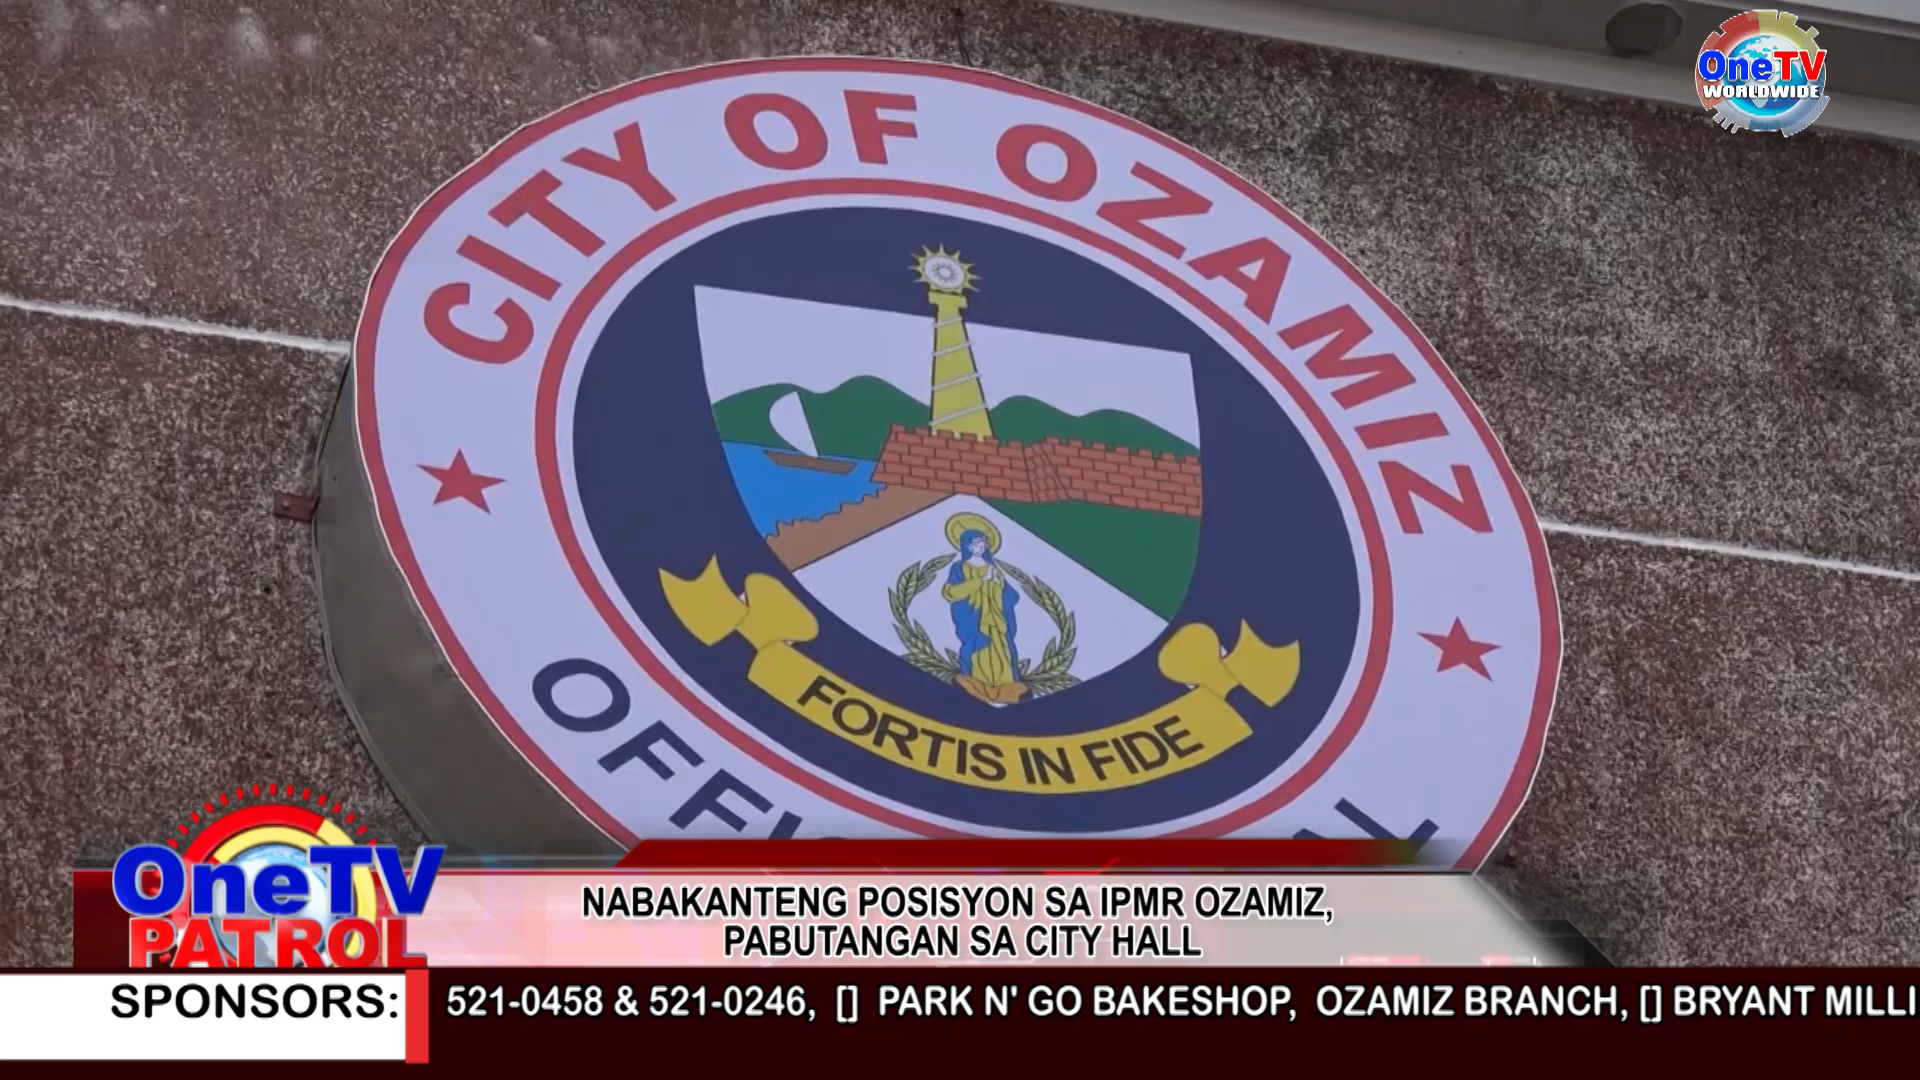 OneTV
WORLDWIDE
CITY OF OZAMIZ
FORTIS IN FIDE
OneTV
PATROL
NABAKANTENG POSISYON SA IPMR OZAMIZ,
PABUTANGAN SA CITY HALL
SPONSORS: 521-0458 & 521-0246, [] PARK N' GO BAKESHOP, OZAMIZ BRANCH, [] BRYANT MILLI